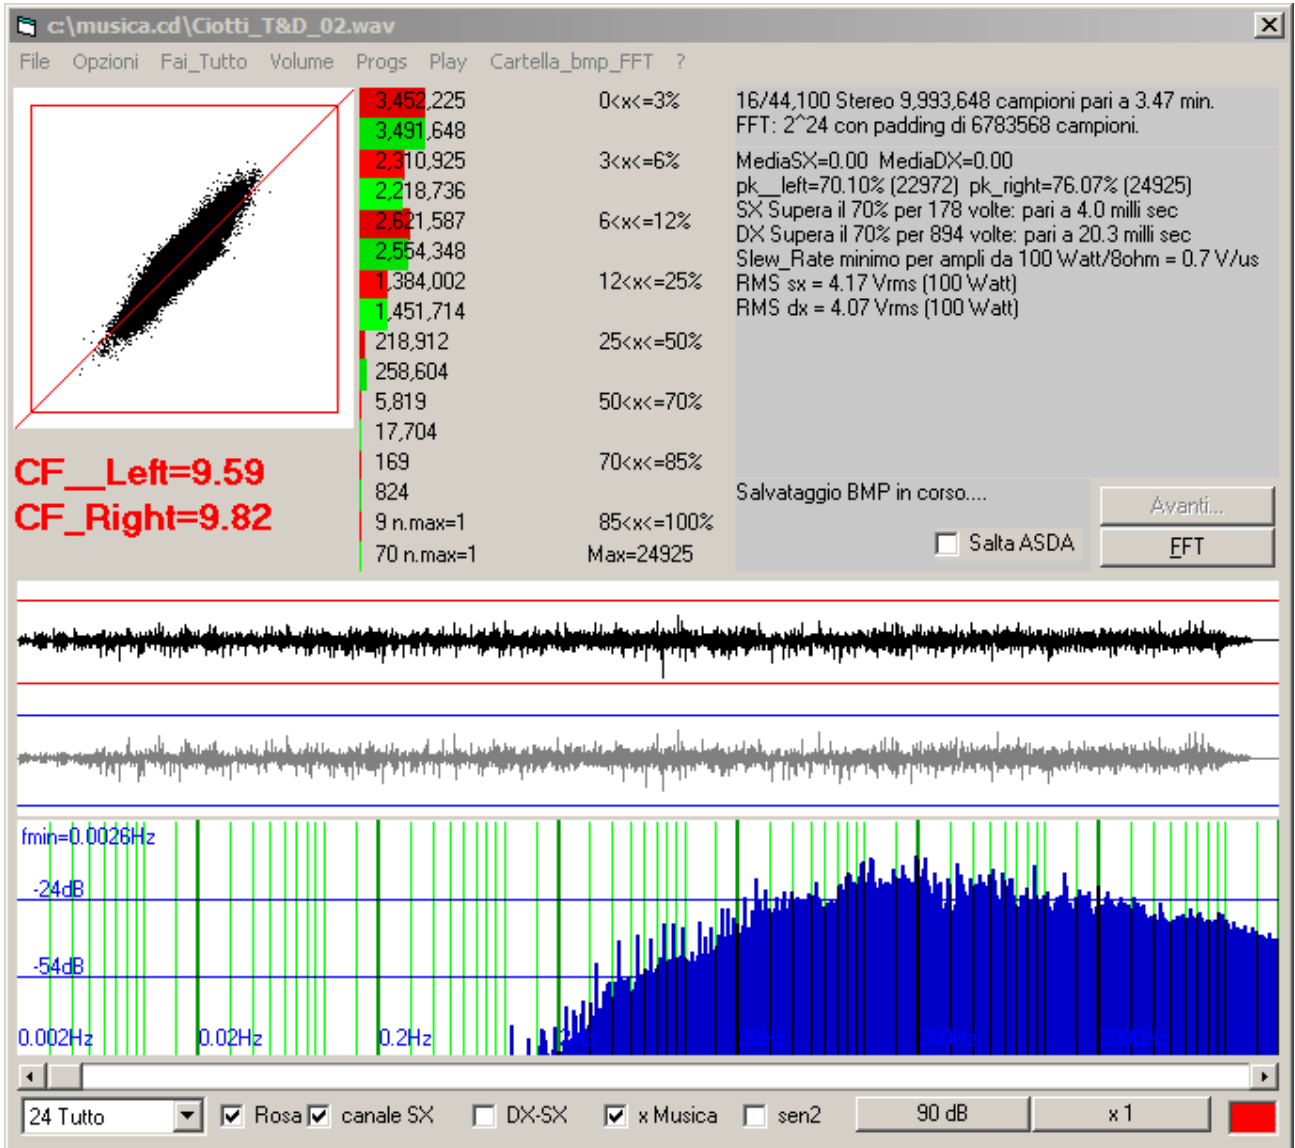 c:\musica.cd\Ciotti_T&D_02.wav
File Opzioni Fai_Tutto Volume Progs Play Cartella_bmp_FFT ?
3,452,225 0<x<=3%
3,491,648
2,310,925 3<x<=6%
2,218,736
2,621,587 6<x<=12%
2,554,348
1,384,002 12<x<=25%
1,451,714
218,912 25<x<=50%
258,604
5,819 50<x<=70%
17,704
169 70<x<=85%
824
9 n.max=1 85<x<=100%
70 n.max=1 Max=24925
16/44,100 Stereo 9,993,648 campioni pari a 3.47 min.
FFT: 2^24 con padding di 6783568 campioni.
MediaSX=0.00 MediaDX=0.00
pk__left=70.10% (22972) pk_right=76.07% (24925)
SX Supera il 70% per 178 volte: pari a 4.0 milli sec
DX Supera il 70% per 894 volte: pari a 20.3 milli sec
Slew_Rate minimo per ampli da 100 Watt/8ohm = 0.7 V/us
RMS sx = 4.17 Vrms (100 Watt)
RMS dx = 4.07 Vrms (100 Watt)
CF__Left=9.59
CF_Right=9.82
Salvataggio BMP in corso....
Avanti...
Salta ASDA
FFT
fmin=0.0026Hz
-24dB
-54dB
0.002Hz 0.02Hz 0.2Hz 20Hz 200Hz 2000Hz
24 Tutto Rosa canale SX DX-SX x Musica sen2 90 dB x 1